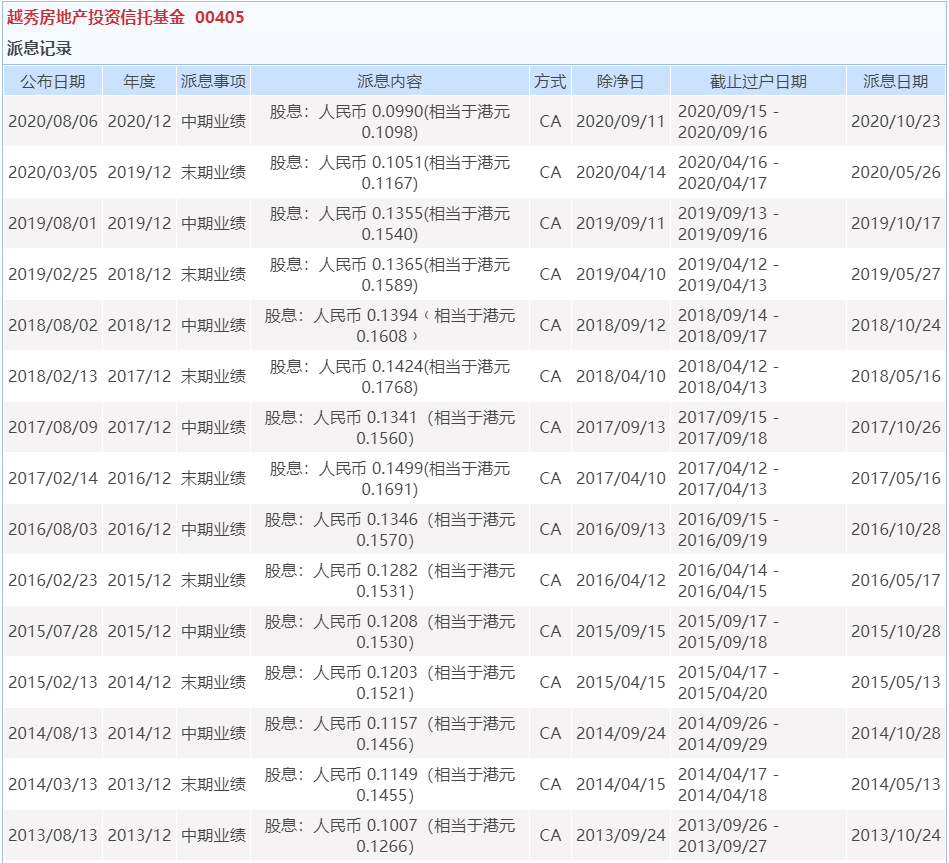 越秀房地产投资信托基金 00405
派息记录
公布日期 年度 派息事项 派息内容 方式 除净日 截止过户日期 派息日期
2020/08/06 2020/12 中期业绩 股息：人民币 0.0990(相当于港元 0.1098) CA 2020/09/11 2020/09/15 - 2020/09/16 2020/10/23
2020/03/05 2019/12 末期业绩 股息：人民币 0.1051(相当于港元 0.1167) CA 2020/04/14 2020/04/16 - 2020/04/17 2020/05/26
2019/08/01 2019/12 中期业绩 股息：人民币 0.1355(相当于港元 0.1540) CA 2019/09/11 2019/09/13 - 2019/09/16 2019/10/17
2019/02/25 2018/12 末期业绩 股息：人民币 0.1365(相当于港元 0.1589) CA 2019/04/10 2019/04/12 - 2019/04/13 2019/05/27
2018/08/02 2018/12 中期业绩 股息：人民币 0.1394﹙相当于港元 0.1608﹚ CA 2018/09/12 2018/09/14 - 2018/09/17 2018/10/24
2018/02/13 2017/12 末期业绩 股息：人民币 0.1424(相当于港元 0.1768) CA 2018/04/10 2018/04/12 - 2018/04/13 2018/05/16
2017/08/09 2017/12 中期业绩 股息：人民币 0.1341（相当于港元 0.1560） CA 2017/09/13 2017/09/15 - 2017/09/18 2017/10/26
2017/02/14 2016/12 末期业绩 股息：人民币 0.1499(相当于港元 0.1691) CA 2017/04/10 2017/04/12 - 2017/04/13 2017/05/16
2016/08/03 2016/12 中期业绩 股息：人民币 0.1346（相当于港元 0.1570） CA 2016/09/13 2016/09/15 - 2016/09/19 2016/10/28
2016/02/23 2015/12 末期业绩 股息：人民币 0.1282（相当于港元 0.1531） CA 2016/04/12 2016/04/14 - 2016/04/15 2016/05/17
2015/07/28 2015/12 中期业绩 股息：人民币 0.1208（相当于港元 0.1530） CA 2015/09/15 2015/09/17 - 2015/09/18 2015/10/28
2015/02/13 2014/12 末期业绩 股息：人民币 0.1203（相当于港元 0.1521） CA 2015/04/15 2015/04/17 - 2015/04/20 2015/05/13
2014/08/13 2014/12 中期业绩 股息：人民币 0.1157（相当于港元 0.1456） CA 2014/09/24 2014/09/26 - 2014/09/29 2014/10/28
2014/03/13 2013/12 末期业绩 股息：人民币 0.1149（相当于港元 0.1455） CA 2014/04/15 2014/04/17 - 2014/04/18 2014/05/13
2013/08/13 2013/12 中期业绩 股息：人民币 0.1007（相当于港元 0.1266） CA 2013/09/24 2013/09/26 - 2013/09/27 2013/10/24